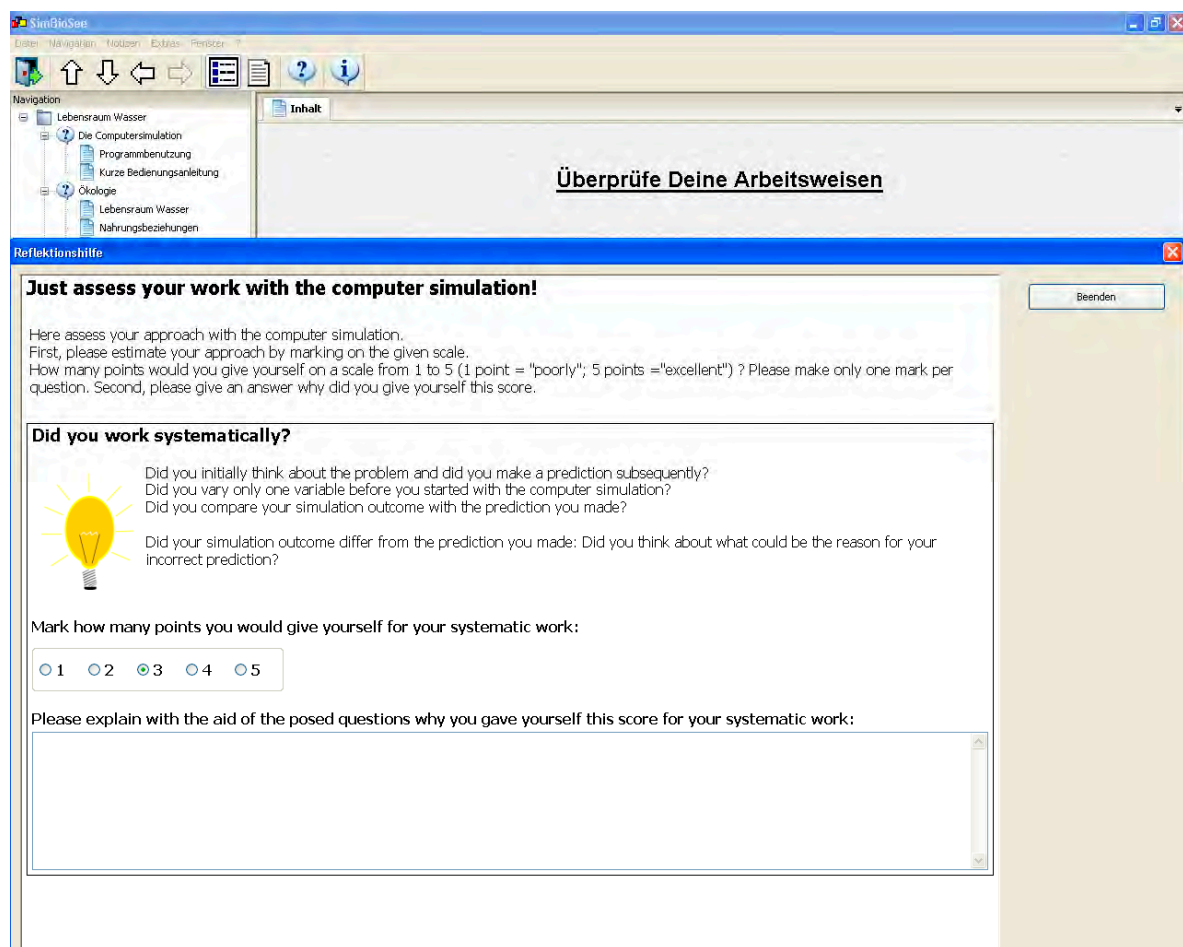 SimBioSee
Datei Navigation Notizen Extras Fenster ?
Navigation
Lebensraum Wasser
Die Computersimulation
Programmbenutzung
Kurze Bedienungsanleitung
Ökologie
Lebensraum Wasser
Nahrungsbeziehungen
Inhalt
Überprüfe Deine Arbeitsweisen
Reflektionshilfe
Just assess your work with the computer simulation!
Here assess your approach with the computer simulation.
First, please estimate your approach by marking on the given scale.
How many points would you give yourself on a scale from 1 to 5 (1 point = "poorly"; 5 points ="excellent") ? Please make only one mark per
question. Second, please give an answer why did you give yourself this score.
Beenden
Did you work systematically?
Did you initially think about the problem and did you make a prediction subsequently?
Did you vary only one variable before you started with the computer simulation?
Did you compare your simulation outcome with the prediction you made?
Did your simulation outcome differ from the prediction you made: Did you think about what could be the reason for your
incorrect prediction?
Mark how many points you would give yourself for your systematic work:
1 2 3 4 5
Please explain with the aid of the posed questions why you gave yourself this score for your systematic work: